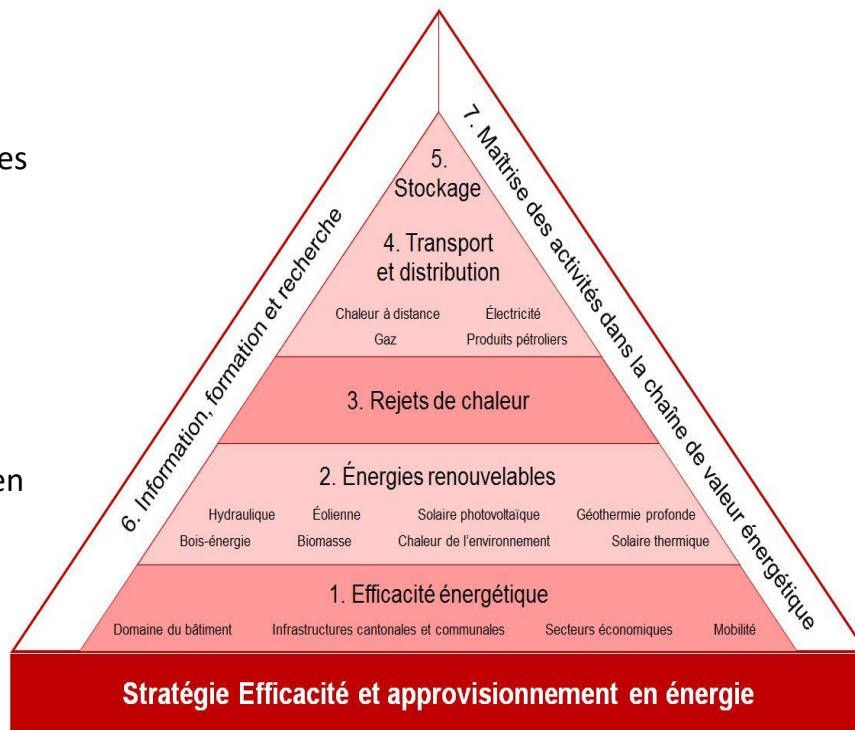 es
en
7. Maîtrise des activités dans la chaîne de valeur énergétique
6. Information, formation et recherche
5.
Stockage
4. Transport
et distribution
Chaleur à distance Électricité
Gaz Produits pétroliers
3. Rejets de chaleur
2. Énergies renouvelables
Hydraulique Éolienne Solaire photovoltaïque Géothermie profonde
Bois-énergie Biomasse Chaleur de l'environnement Solaire thermique
1. Efficacité énergétique
Domaine du bâtiment Infrastructures cantonales et communales Secteurs économiques Mobilité
Stratégie Efficacité et approvisionnement en énergie